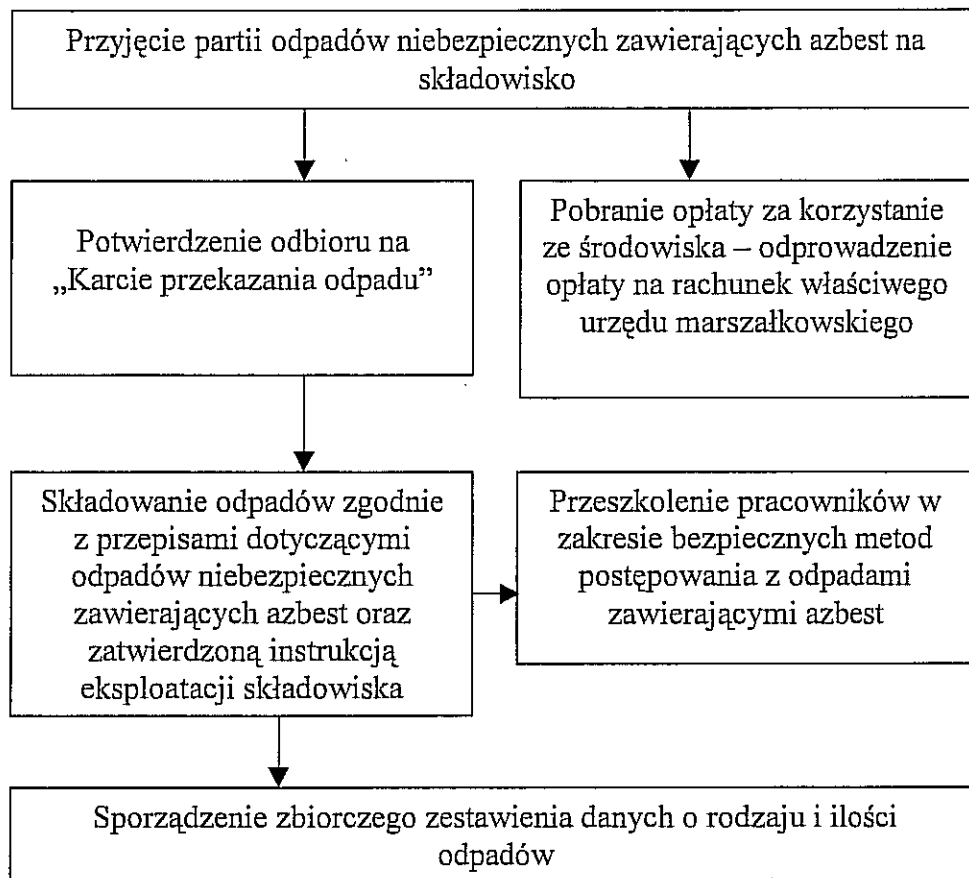 Przyjęcie partii odpadów niebezpiecznych zawierających azbest na
składowisko
Potwierdzenie odbioru na
„Karcie przekazania odpadu”
Pobranie opłaty za korzystanie
ze środowiska – odprowadzenie
opłaty na rachunek właściwego
urzędu marszałkowskiego
Składowanie odpadów zgodnie
z przepisami dotyczącymi
odpadów niebezpiecznych
zawierających azbest oraz
zatwierdzoną instrukcją
eksploatacji składowiska
Przeszkolenie pracowników w
zakresie bezpiecznych metod
postępowania z odpadami
zawierającymi azbest
Sporządzenie zbiorczego zestawienia danych o rodzaju i ilości
odpadów